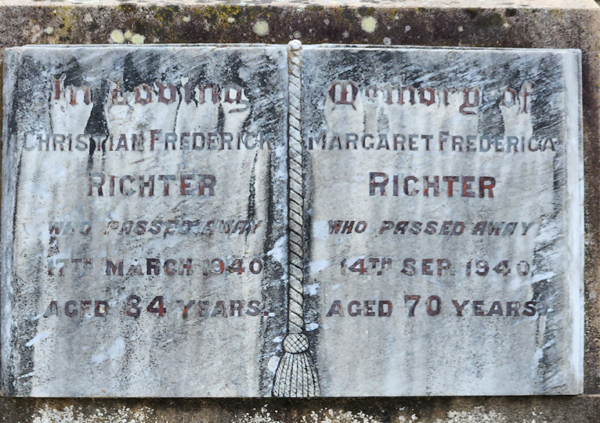 In Loving
CHRISTIAN FREDERICK
RICHTER
WHO PASSED AWAY
17TH MARCH 1940
AGED 84 YEARS
Memory of
MARGARET FREDERICA
RICHTER
WHO PASSED AWAY
14TH SEP. 1940
AGED 70 YEARS